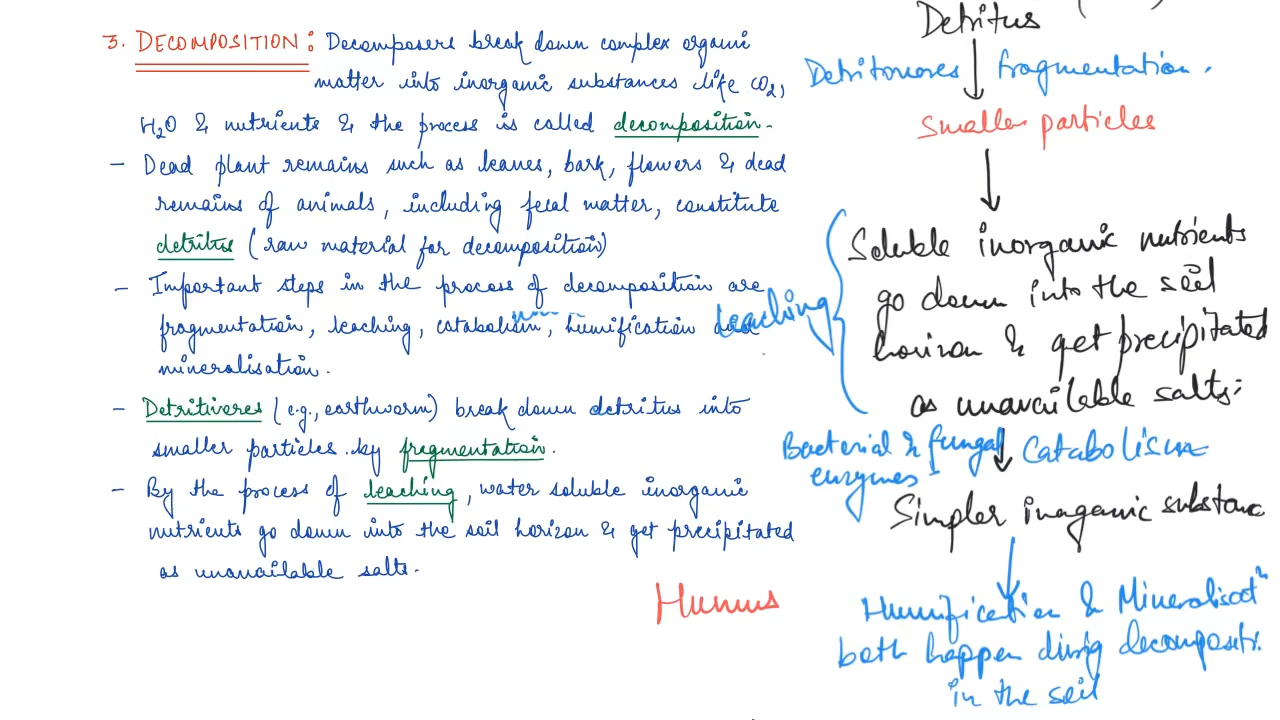 3. DECOMPOSITION: Decomposers break down complex organic
matter into inorganic substances life CO2,
H2O & nutrients & the process is called decomposition.
- Dead plant remains such as leaves, bark, flowers & dead
remains of animals, including fecal matter, constitute
detritus (raw material for decomposition)
- Important steps in the process of decomposition are
fragmentation, leaching, catabolism, humification and
mineralisation.
- Detritivores (e.g., earthworm) break down detritus into
smaller particles by fragmentation.
- By the process of leaching, water soluble inorganic
nutrients go down into the soil horizon & get precipitated
as unavailable salts.
Humus
Detritus
Detritovores fragmentation.
Smaller particles
leaching
Soluble inorganic nutrients
go down into the soil
horizon & get precipitated
as unavailable salts.
Bacterial & fungal enzymes Catabolism
Simpler inorganic substanc
Humification & Mineralisatn
both happen during decompositi.
in the soil